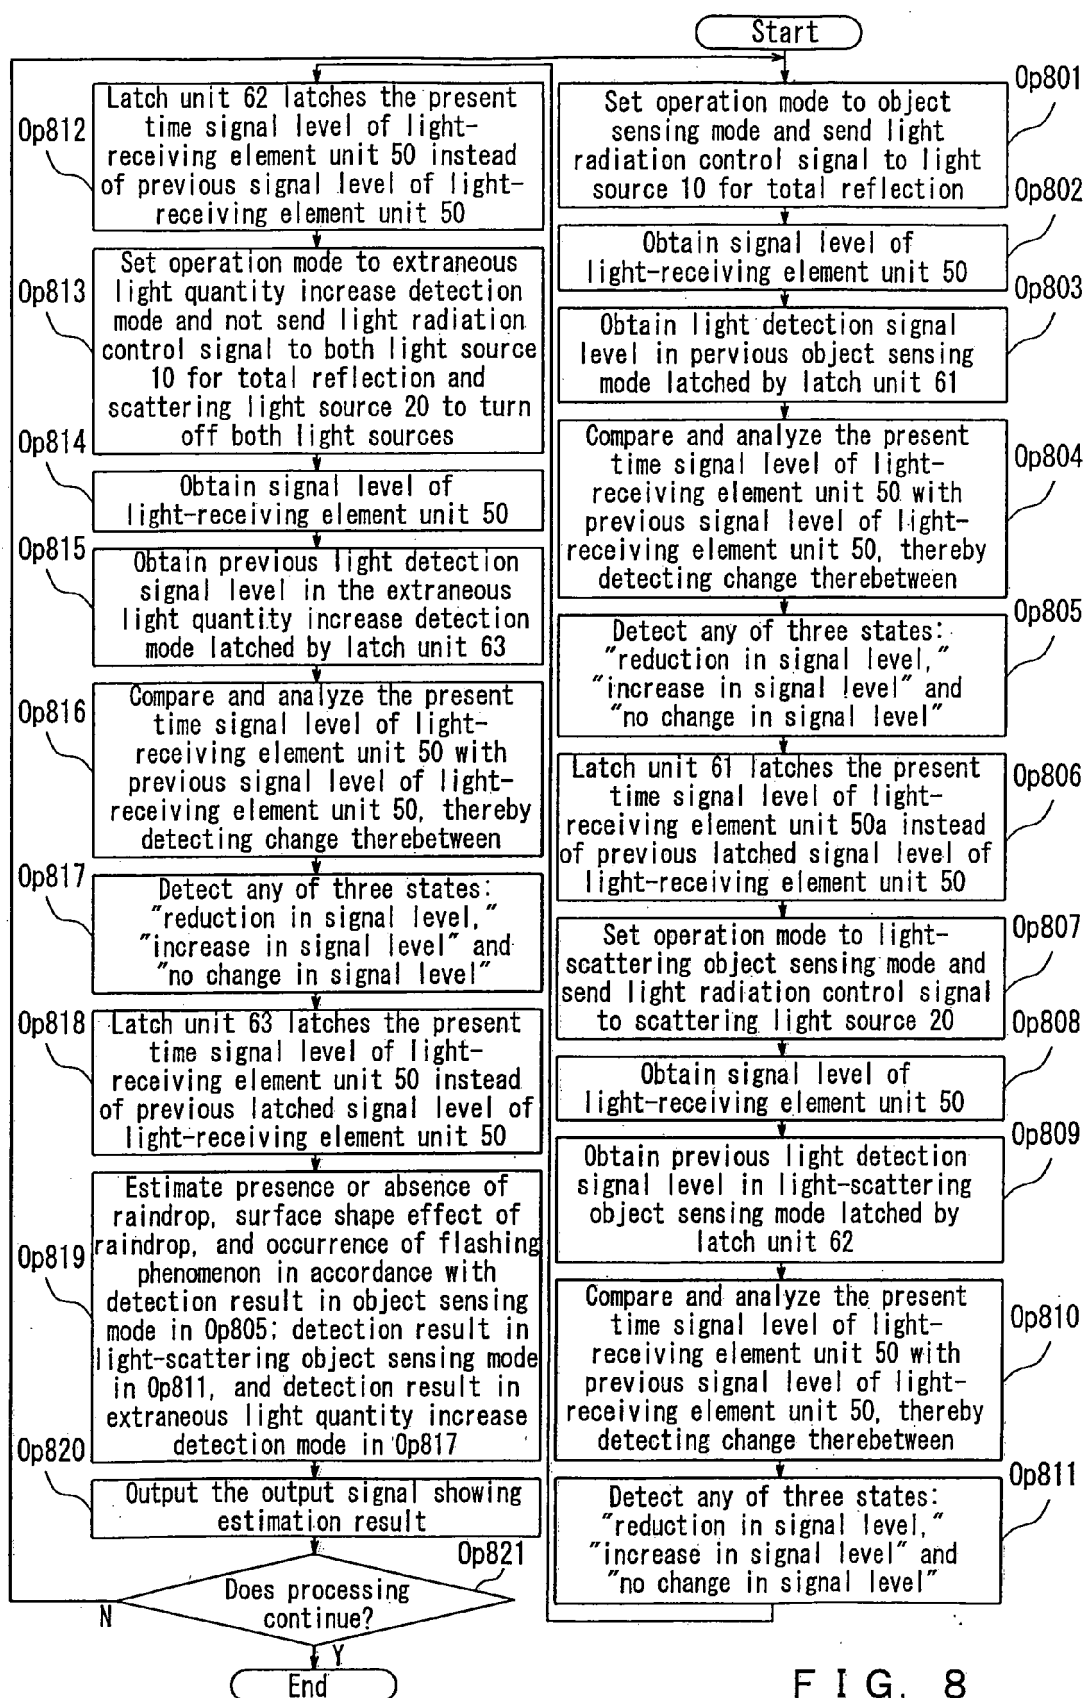 Start
Op801
Set operation mode to object
sensing mode and send light
radiation control signal to light
source 10 for total reflection
Op802
Obtain signal level of
light-receiving element unit 50
Op803
Obtain light detection signal
level in pervious object sensing
mode latched by latch unit 61
Op804
Compare and analyze the present
time signal level of light-
receiving element unit 50 with
previous signal level of light-
receiving element unit 50, thereby
detecting change therebetween
Op805
Detect any of three states:
"reduction in signal level,"
"increase in signal level" and
"no change in signal level"
Op806
Latch unit 61 latches the present
time signal level of light-
receiving element unit 50a instead
of previous latched signal level of
light-receiving element unit 50
Op807
Set operation mode to light-
scattering object sensing mode and
send light radiation control signal
to scattering light source 20
Op808
Obtain signal level of
light-receiving element unit 50
Op809
Obtain previous light detection
signal level in light-scattering
object sensing mode latched by
latch unit 62
Op810
Compare and analyze the present
time signal level of light-
receiving element unit 50 with
previous signal level of light-
receiving element unit 50, thereby
detecting change therebetween
Op811
Detect any of three states:
"reduction in signal level,"
"increase in signal level" and
"no change in signal level"
Op812
Latch unit 62 latches the present
time signal level of light-
receiving element unit 50 instead
of previous signal level of light-
receiving element unit 50
Op813
Set operation mode to extraneous
light quantity increase detection
mode and not send light radiation
control signal to both light source
10 for total reflection and
scattering light source 20 to turn
off both light sources
Op814
Obtain signal level of
light-receiving element unit 50
Op815
Obtain previous light detection
signal level in the extraneous
light quantity increase detection
mode latched by latch unit 63
Op816
Compare and analyze the present
time signal level of light-
receiving element unit 50 with
previous signal level of light-
receiving element unit 50, thereby
detecting change therebetween
Op817
Detect any of three states:
"reduction in signal level,"
"increase in signal level" and
"no change in signal level"
Op818
Latch unit 63 latches the present
time signal level of light-
receiving element unit 50 instead
of previous latched signal level of
light-receiving element unit 50
Op819
Estimate presence or absence of
raindrop, surface shape effect of
raindrop, and occurrence of flashing
phenomenon in accordance with
detection result in object sensing
mode in Op805; detection result in
light-scattering object sensing mode
in Op811, and detection result in
extraneous light quantity increase
detection mode in Op817
Op820
Output the output signal showing
estimation result
Op821
Does processing
continue?
N
Y
End
FIG. 8